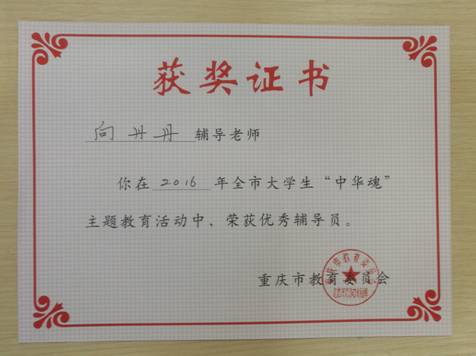 获奖证书
向丹丹 辅导老师
你在 2016 年全市大学生“中华魂”
主题教育活动中、荣获优秀辅导员。
重庆市教育委员会